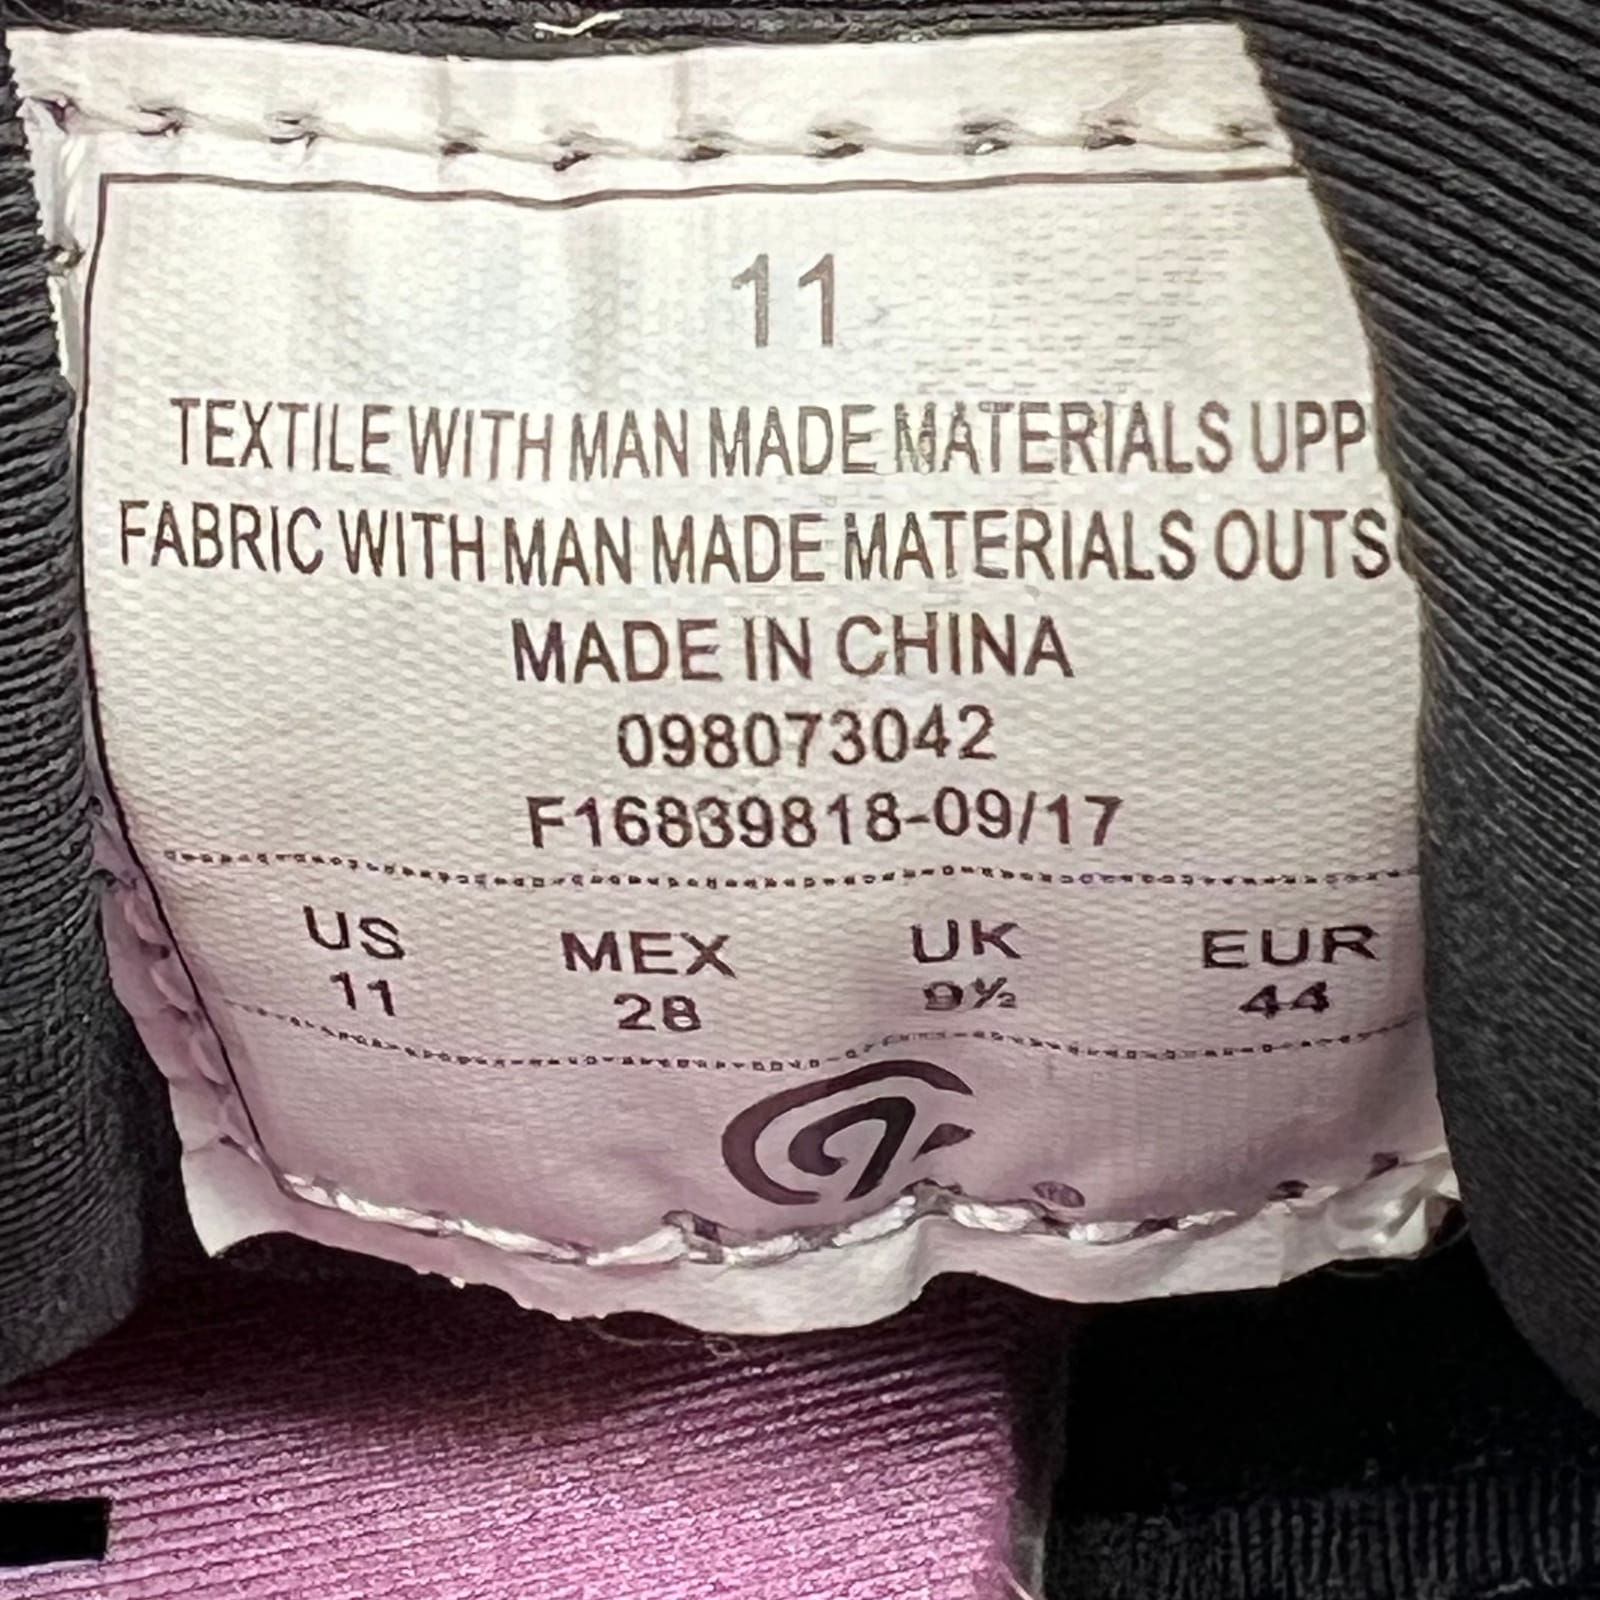 11
TEXTILE WITH MAN MADE MATERIALS UPP
FABRIC WITH MAN MADE MATERIALS OUTS
MADE IN CHINA
098073042
F16839818-09/17
US MEX UK EUR
11 28 9½ 44